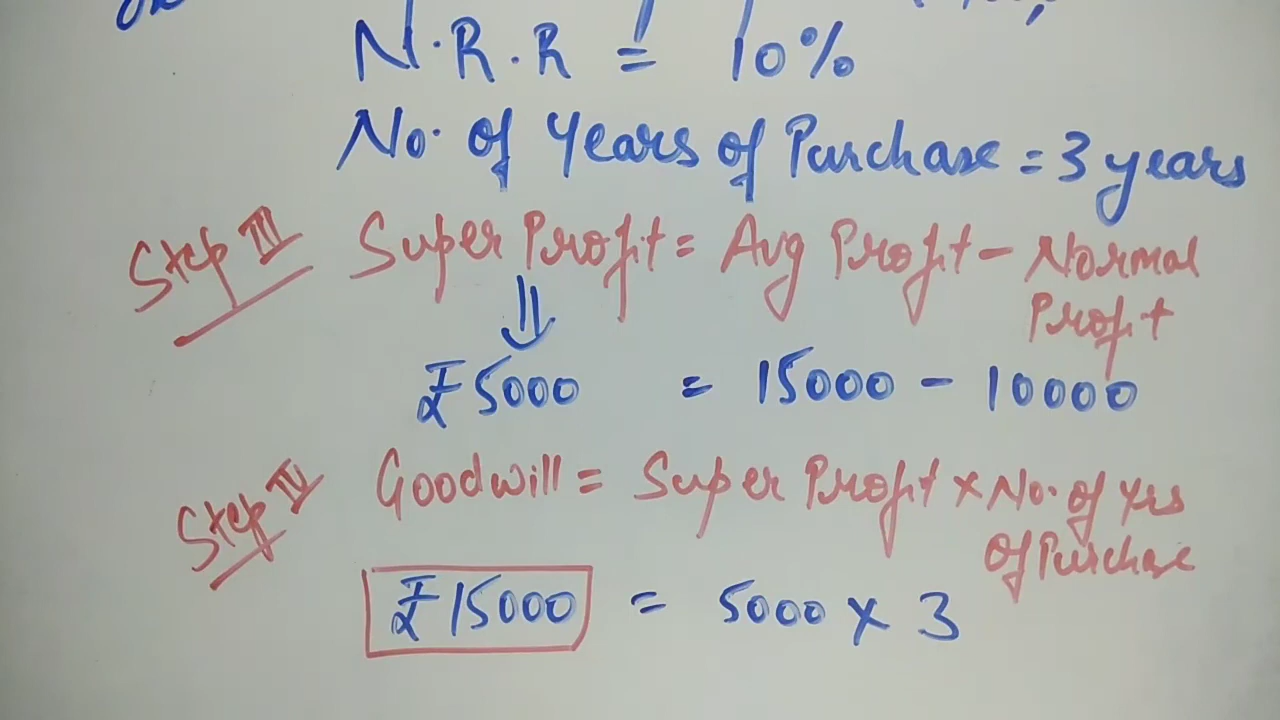 N.R.R = 10%
No. of Years of Purchase = 3 years
Step III Super Profit = Avg Profit - Normal Profit
₹5000 = 15000 - 10000
Step IV Goodwill = Super Profit × No. of Yrs Of Purchase
₹15000 = 5000 × 3